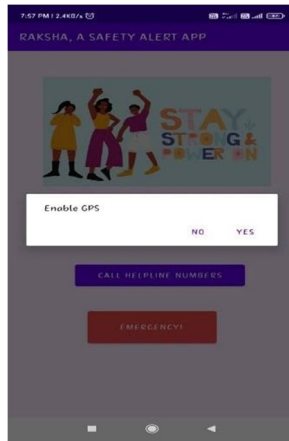 7:57 PM | 2.4KB/s
RAKSHA, A SAFETY ALERT APP
STAY
STRONG &
POWER ON
Enable GPS
NO YES
CALL HELPLINE NUMBERS
EMERGENCY!